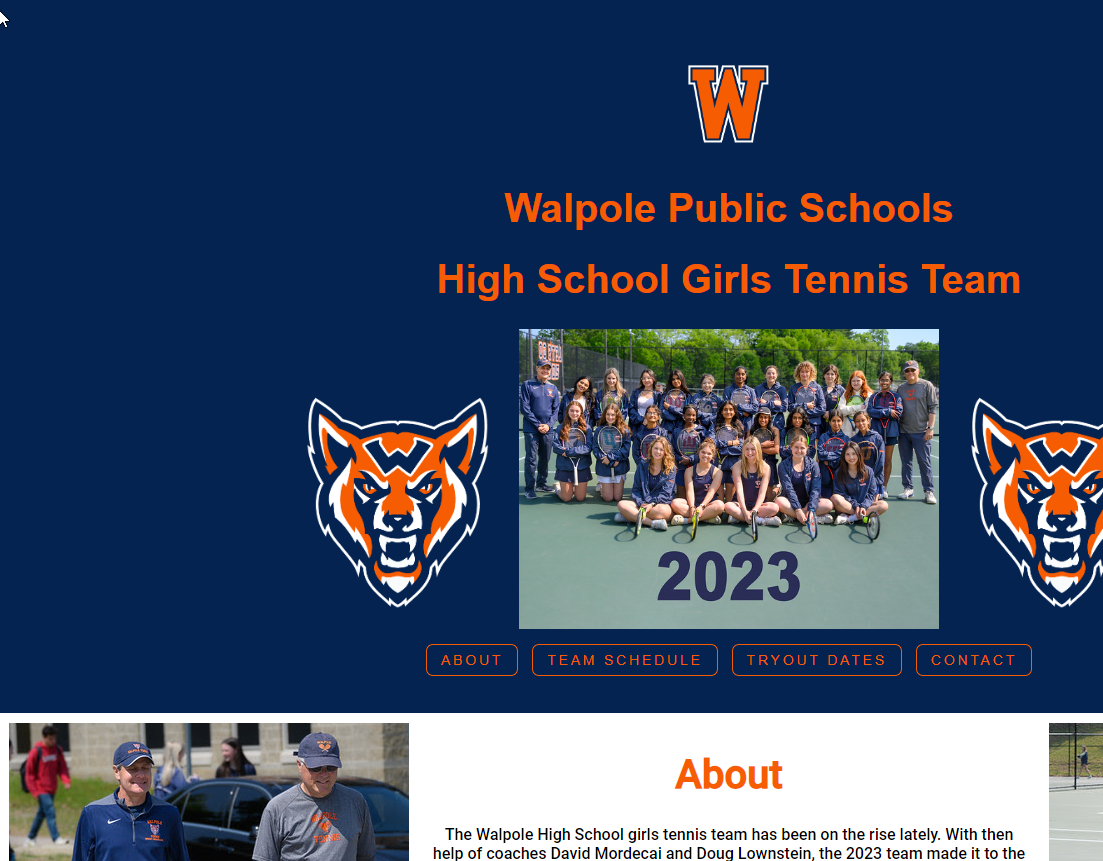 W
Walpole Public Schools
High School Girls Tennis Team
2023
ABOUT
TEAM SCHEDULE
TRYOUT DATES
CONTACT
About
The Walpole High School girls tennis team has been on the rise lately. With then
help of coaches David Mordecai and Doug Lownstein, the 2023 team made it to the
WALPOLE
TENNIS